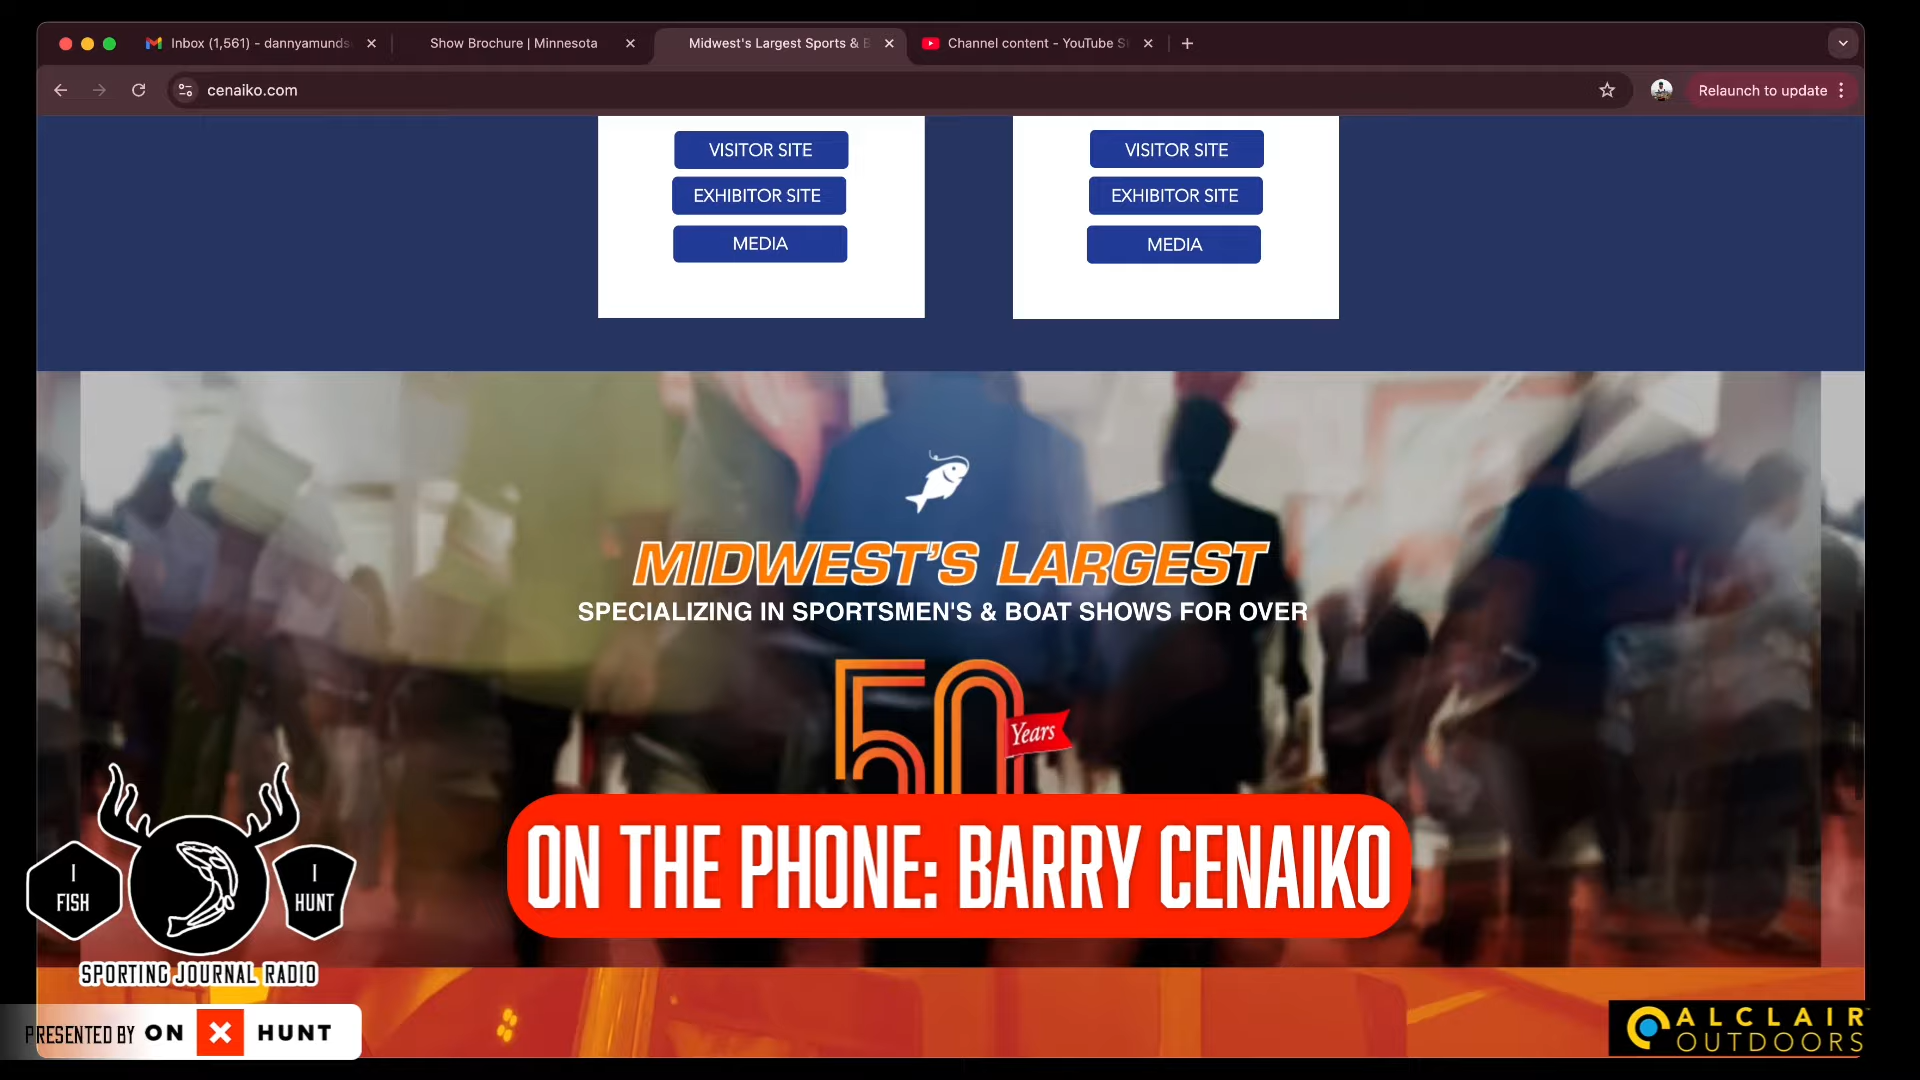 Inbox (1,561) - dannyamunds
Show Brochure | Minnesota
Midwest's Largest Sports & B
Channel content - YouTube S
cenaiko.com
Relaunch to update
VISITOR SITE
EXHIBITOR SITE
MEDIA
VISITOR SITE
EXHIBITOR SITE
MEDIA
MIDWEST'S LARGEST
SPECIALIZING IN SPORTSMEN'S & BOAT SHOWS FOR OVER
50
Years
ON THE PHONE: BARRY CENAIKO
I FISH
I HUNT
SPORTING JOURNAL RADIO
PRESENTED BY ON X HUNT
ALCLAIR
OUTDOORS